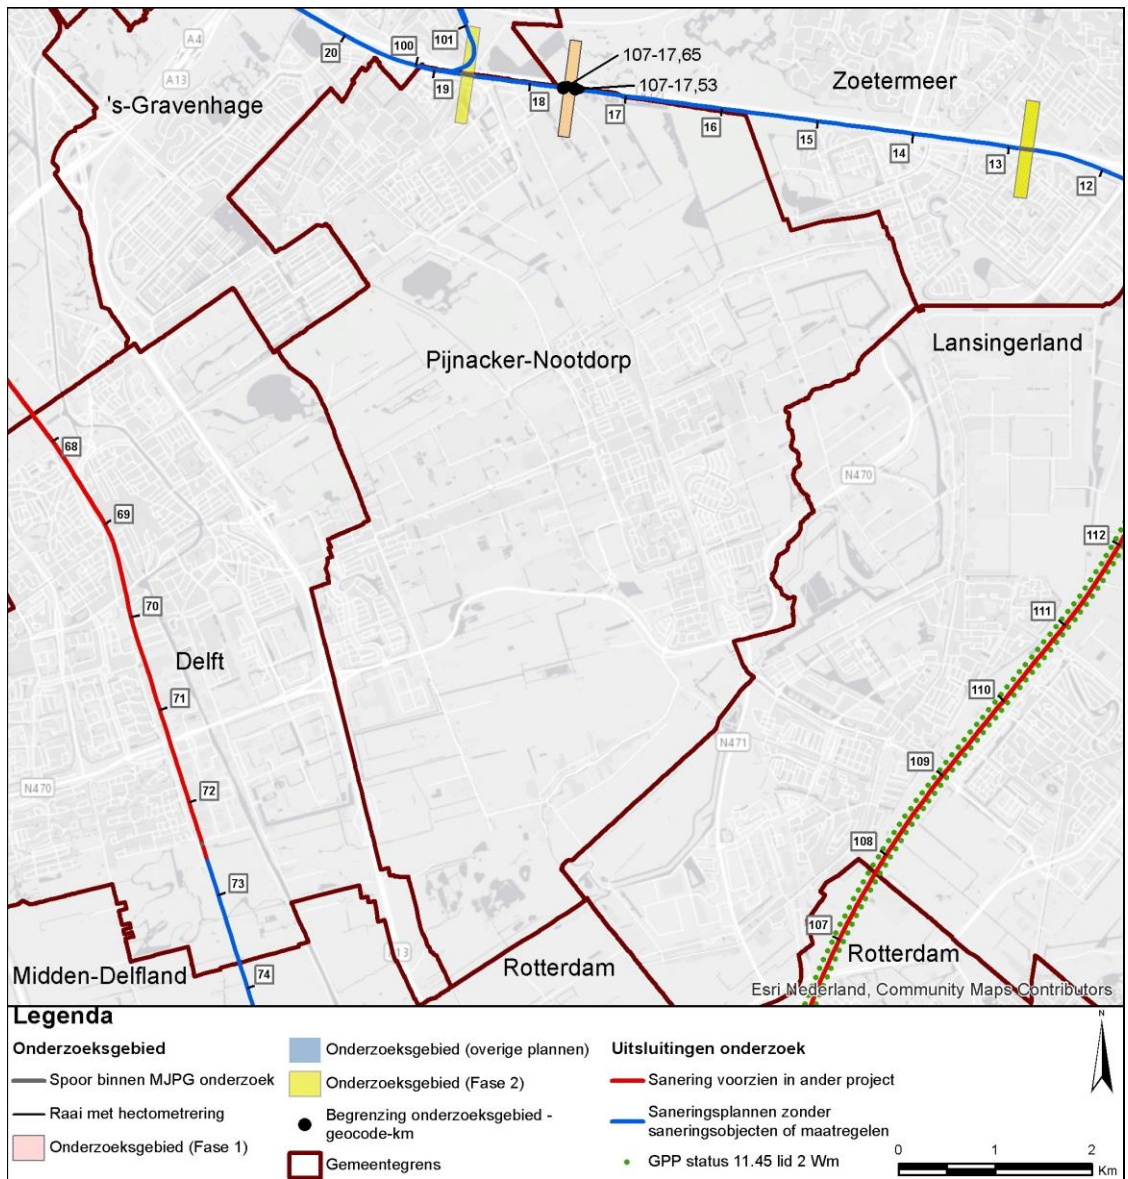 20
100
101
A4
A13
's-Gravenhage
19
18
107-17,65
107-17,53
17
16
Zoetermeer
15
14
13
12
Pijnacker-Nootdorp
Lansingerland
N470
68
69
70
Delft
71
72
N470
73
74
Midden-Delfland
A13
Rotterdam
N471
112
111
110
109
108
107
Rotterdam
Esri Nederland, Community Maps Contributors
Legenda
Onderzoeksgebied
Spoor binnen MJPG onderzoek
Raai met hectometrering
Onderzoeksgebied (Fase 1)
Onderzoeksgebied (overige plannen)
Onderzoeksgebied (Fase 2)
Begrenzing onderzoeksgebied -
geocode-km
Gemeentegrens
Uitsluitingen onderzoek
Sanering voorzien in ander project
Saneringsplannen zonder
saneringsobjecten of maatregelen
GPP status 11.45 lid 2 Wm
N
0 1 2
Km